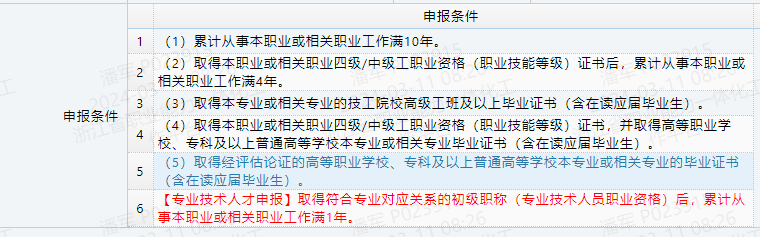 申报条件
1 (1)累计从事本职业或相关职业工作满10年。
2 (2)取得本职业或相关职业四级/中级工职业资格(职业技能等级)证书后,累计从事本职业或
相关职业工作满4年。
申报条件
3 (3)取得本专业或相关专业的技工院校高级工班及以上毕业证书(含在读应届毕业生)。
4 (4)取得本职业或相关职业四级/中级工职业资格(职业技能等级)证书,并取得高等职业学
校、专科及以上普通高等学校本专业或相关专业毕业证书(含在读应届毕业生)。
5 (5)取得经评估论证的高等职业学校、专科及以上普通高等学校本专业或相关专业的毕业证书
(含在读应届毕业生)。
6 【专业技术人才申报】取得符合专业对应关系的初级职称(专业技术人员职业资格)后,累计从
事本职业或相关职业工作满1年。